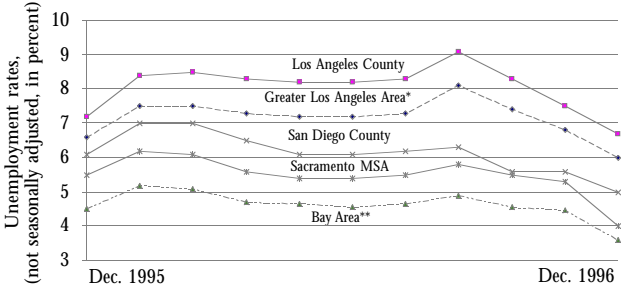 Unemployment rates,
(not seasonally adjusted, in percent)
10
9
8
7
6
5
4
3
Los Angeles County
Greater Los Angeles Area*
San Diego County
Sacramento MSA
Bay Area**
Dec. 1995
Dec. 1996